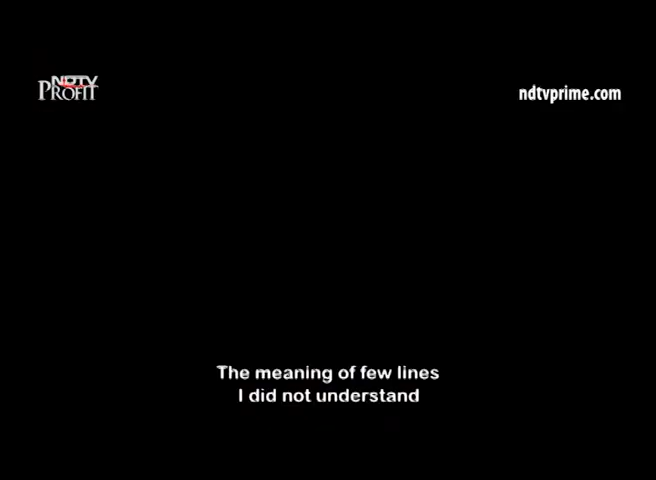 NDTV
PROFIT
ndtvprime.com
The meaning of few lines
I did not understand